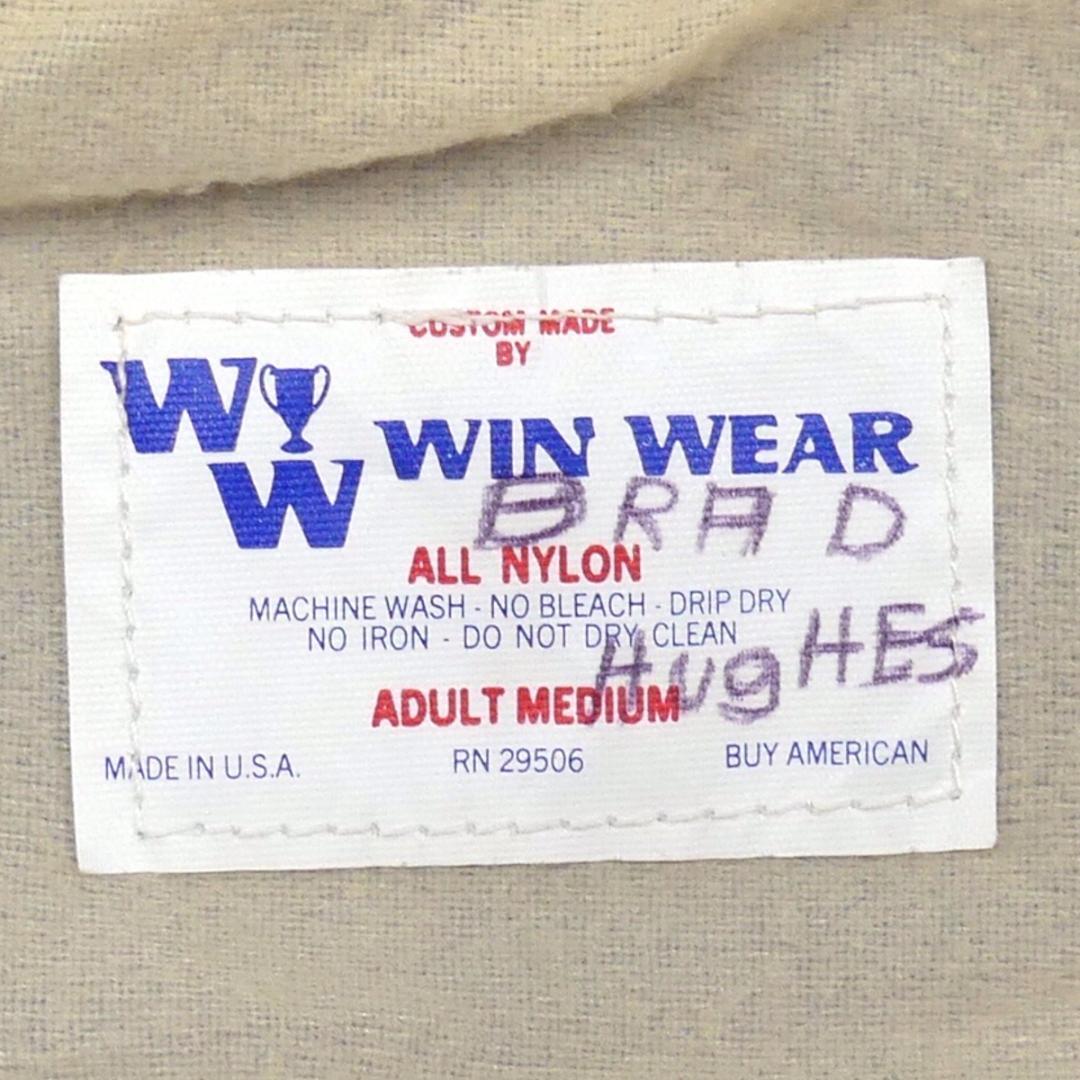 CUSTOM MADE
BY
W W
WIN WEAR
BRAD
ALL NYLON
MACHINE WASH - NO BLEACH - DRIP DRY
NO IRON - DO NOT DRY CLEAN
HugHES
ADULT MEDIUM
MADE IN U.S.A. RN 29506 BUY AMERICAN